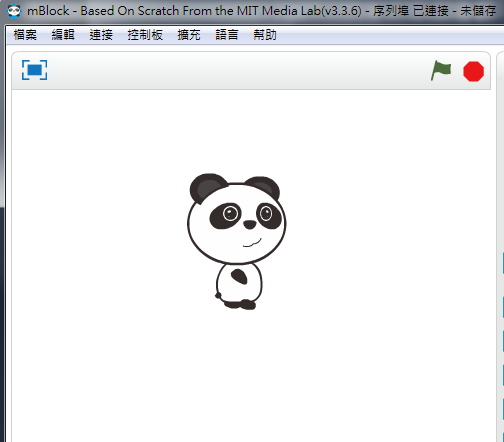 mBlock - Based On Scratch From the MIT Media Lab(v3.3.6) - 序列埠 已連接 - 未儲存
檔案 編輯 連接 控制板 擴充 語言 幫助